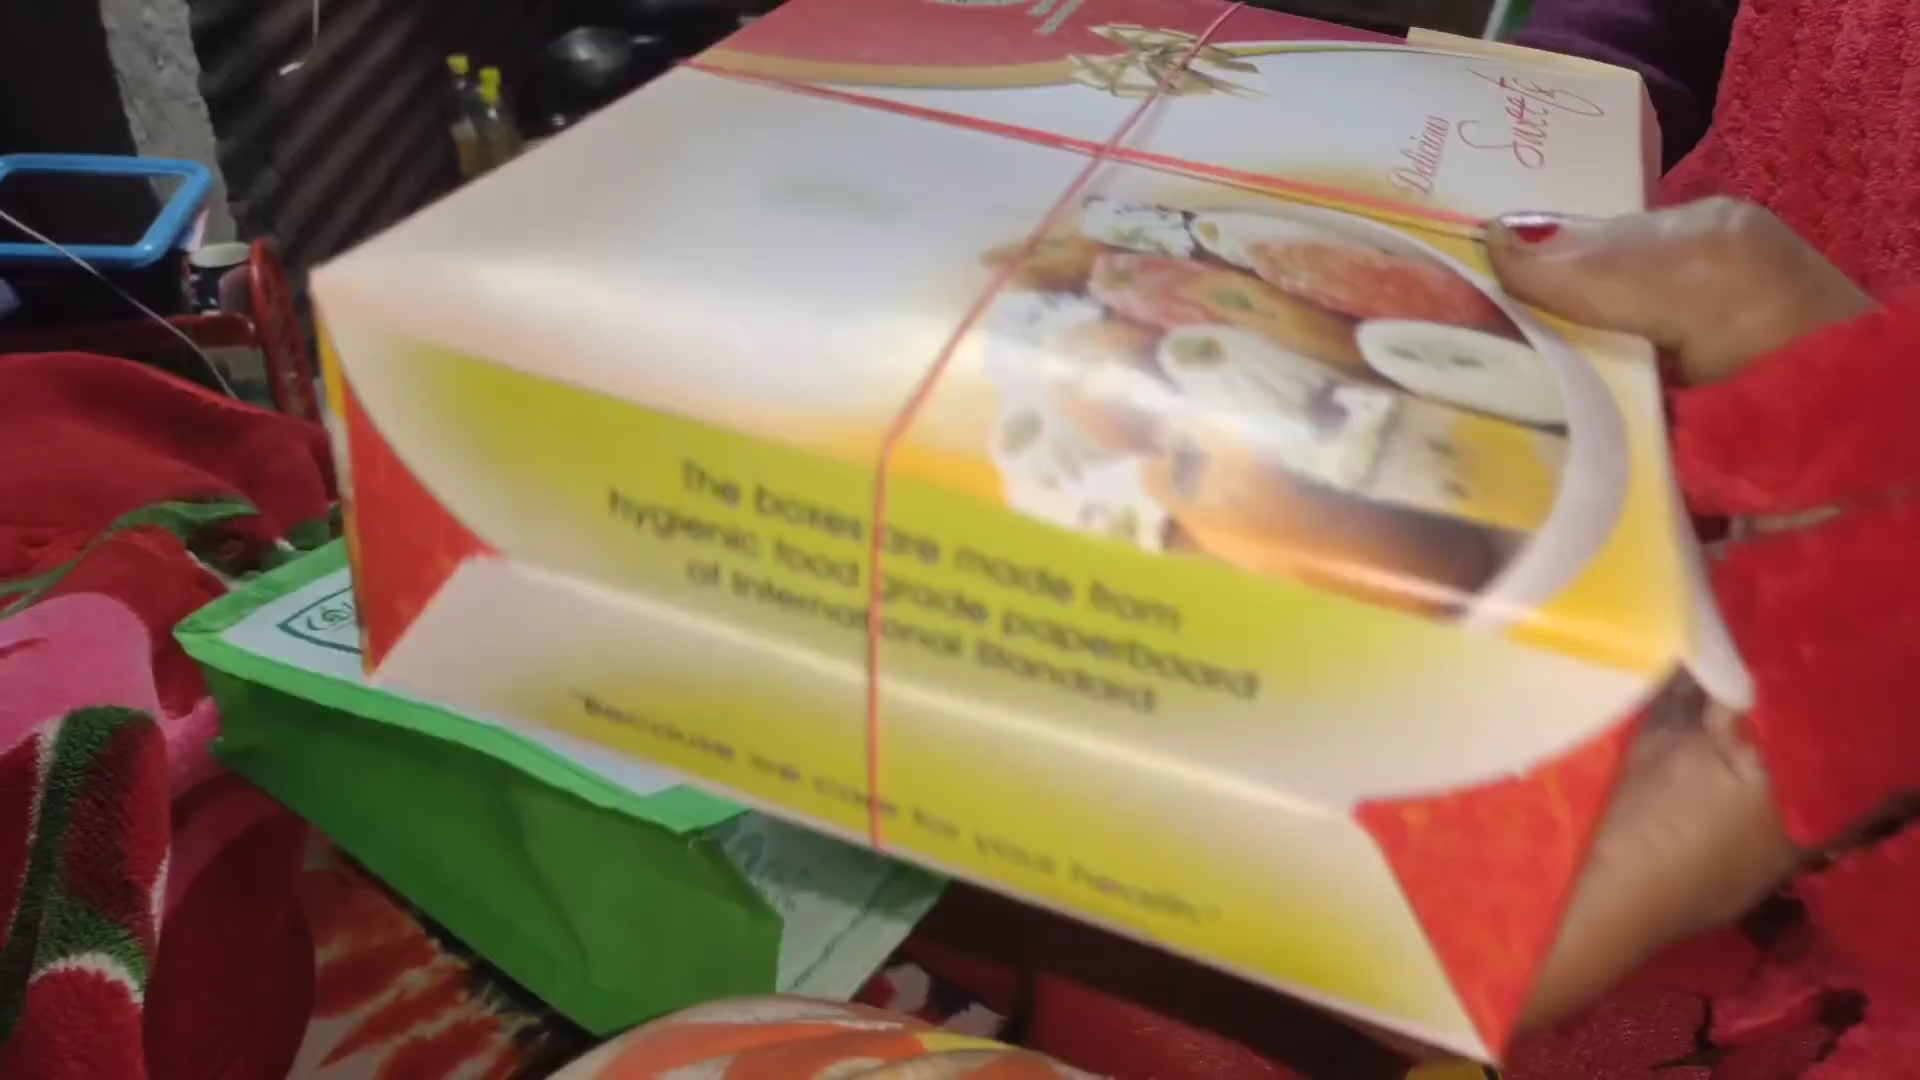 Delicious
Sweets
The boxes are made from
hygienic food grade paperboard
of International Standard
"Because we care for your health"